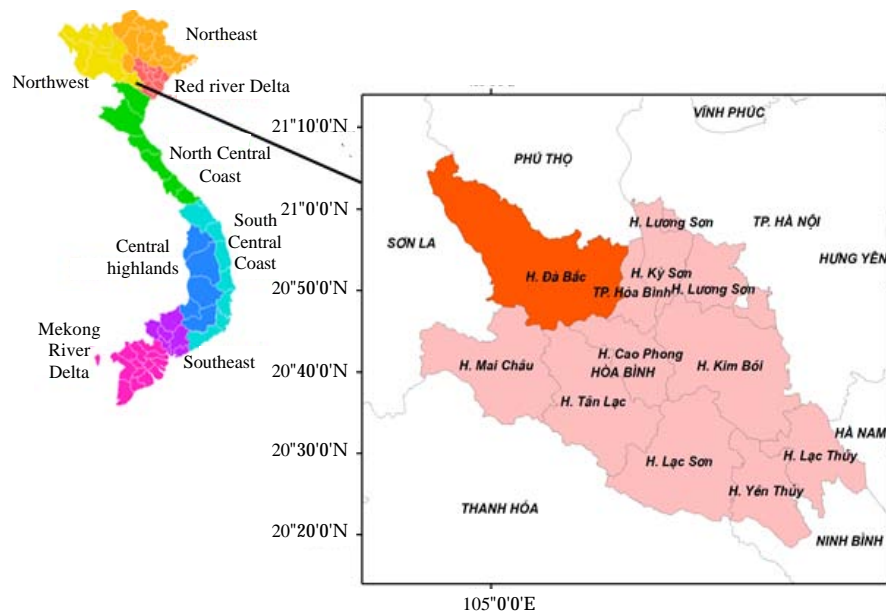 Northeast
Northwest
Red river Delta
North Central
Coast
South
Central
Coast
Central
highlands
Mekong
River
Delta
Southeast
21"10'0'N
21"0'0'N
20"50'0'N
20"40'0'N
20"30'0'N
20"20'0'N
105"0'0'E
VĨNH PHÚC
PHÚ THỌ
H. Lương Sơn
TP. HÀ NỘI
SƠN LA
HƯNG YÊN
H. Đà Bắc
H. Kỳ Sơn
TP. Hòa Bình
H. Lương Sơn
H. Mai Châu
H. Cao Phong
HÒA BÌNH
H. Kim Bôi
H. Tân Lạc
HÀ NAM
H. Lạc Sơn
H. Lạc Thủy
H. Yên Thủy
THANH HÓA
NINH BÌNH